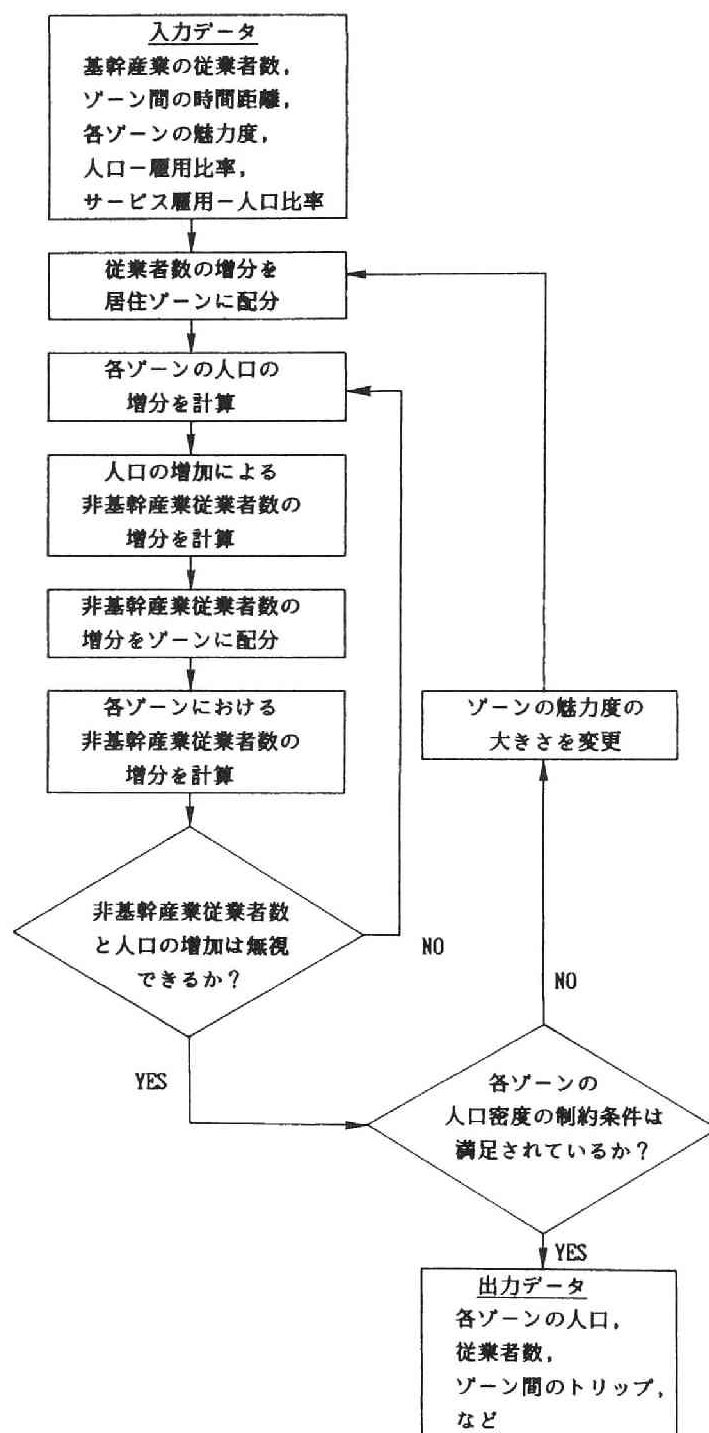 入力データ
基幹産業の従業者数，
ゾーン間の時間距離，
各ゾーンの魅力度，
人口－雇用比率，
サービス雇用－人口比率
従業者数の増分を
居住ゾーンに配分
各ゾーンの人口の
増分を計算
人口の増加による
非基幹産業従業者数の
増分を計算
非基幹産業従業者数の
増分をゾーンに配分
各ゾーンにおける
非基幹産業従業者数の
増分を計算
ゾーンの魅力度の
大きさを変更
非基幹産業従業者数
と人口の増加は無視
できるか？
NO
NO
YES
各ゾーンの
人口密度の制約条件は
満足されているか？
YES
出力データ
各ゾーンの人口，
従業者数，
ゾーン間のトリップ，
など